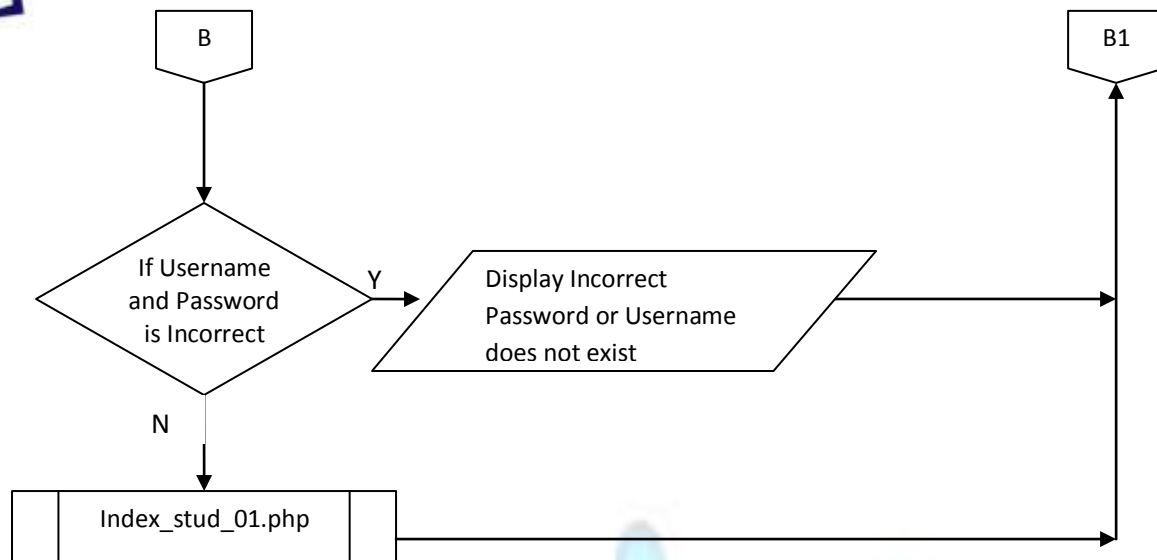 B
B1
If Username
and Password
is Incorrect
Y
Display Incorrect
Password or Username
does not exist
N
Index_stud_01.php